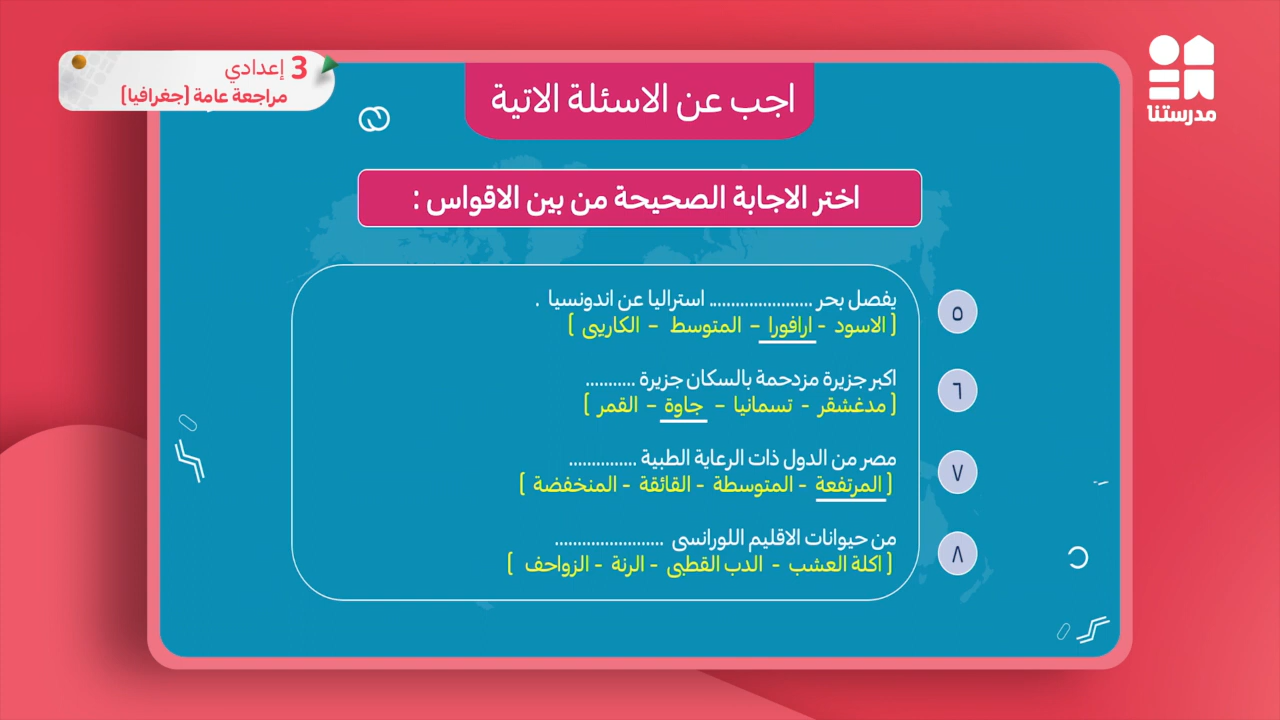 3 إعدادي
مراجعة عامة (جغرافيا)
مدرستنا
اجب عن الاسئلة الاتية
اختر الاجابة الصحيحة من بين الاقواس :
٥ يفصل بحر ....................... استراليا عن اندونسيا .
( الاسود - ارافورا - المتوسط - الكاريبى )
٦ اكبر جزيرة مزدحمة بالسكان جزيرة ...........
( مدغشقر - تسمانيا - جاوة - القمر )
٧ مصر من الدول ذات الرعاية الطبية ...............
( المرتفعة - المتوسطة - القائقة - المنخفضة )
٨ من حيوانات الاقليم اللورانسى ........................
( اكلة العشب - الدب القطبى - الرنة - الزواحف )